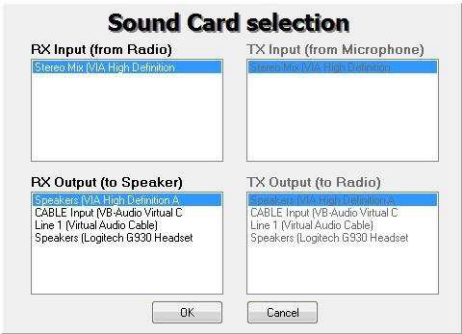 Sound Card selection
RX Input (from Radio)
TX Input (from Microphone)
Stereo Mix (VIA High Definition
Stereo Mix (VIA High Definition
RX Output (to Speaker)
TX Output (to Radio)
Speakers (VIA High Definition A
CABLE Input (VB-Audio Virtual C
Line 1 (Virtual Audio Cable)
Speakers (Logitech G930 Headset
Speakers (VIA High Definition A
CABLE Input (VB-Audio Virtual C
Line 1 (Virtual Audio Cable)
Speakers (Logitech G930 Headset
OK
Cancel